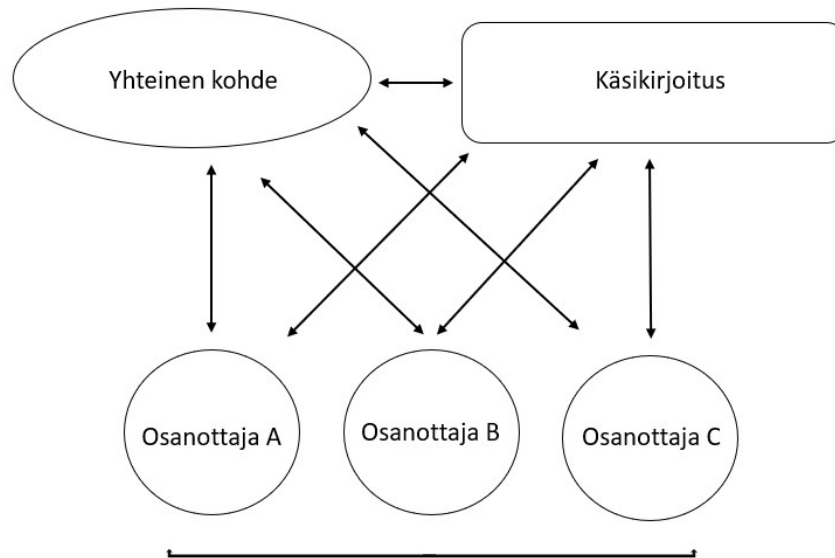 Yhteinen kohde
Käsikirjoitus
Osanottaja A
Osanottaja B
Osanottaja C